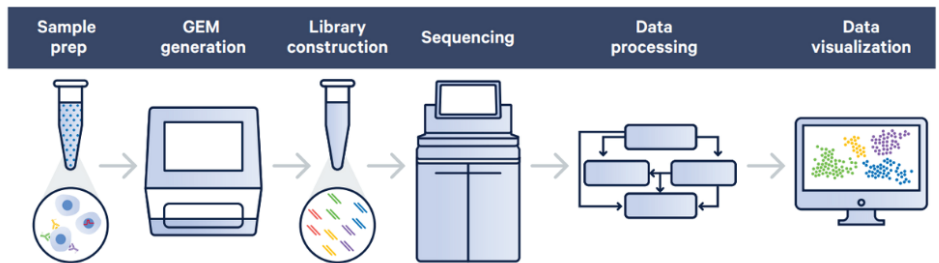 Sample
prep
GEM
generation
Library
construction
Sequencing
Data
processing
Data
visualization